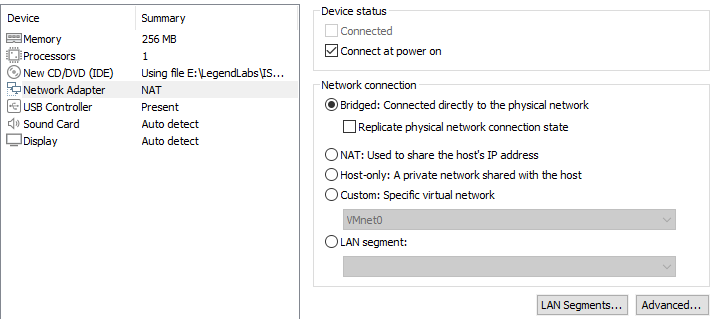 Device Summary
Memory 256 MB
Processors 1
New CD/DVD (IDE) Using file E:\LegendLabs\IS...
Network Adapter NAT
USB Controller Present
Sound Card Auto detect
Display Auto detect
Device status
Connected
Connect at power on
Network connection
Bridged: Connected directly to the physical network
Replicate physical network connection state
NAT: Used to share the host's IP address
Host-only: A private network shared with the host
Custom: Specific virtual network
VMnet0
LAN segment:
LAN Segments... Advanced...